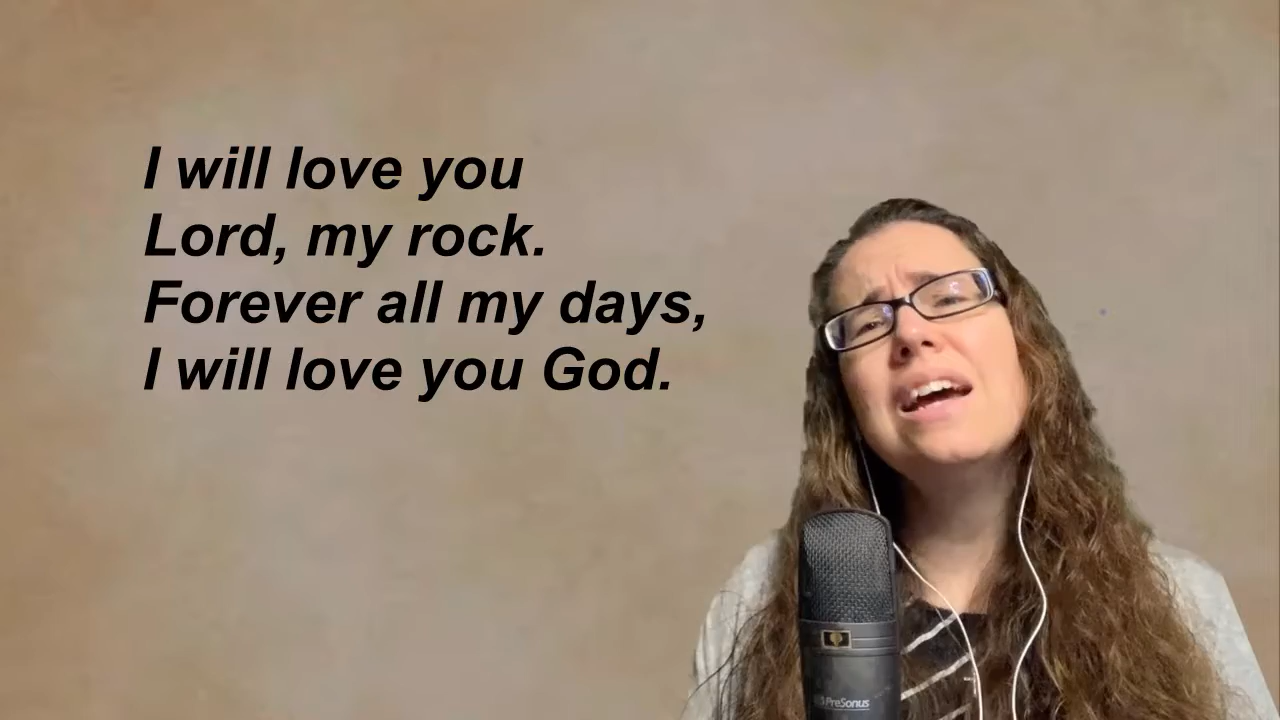 I will love you
Lord, my rock.
Forever all my days,
I will love you God.
PreSonus